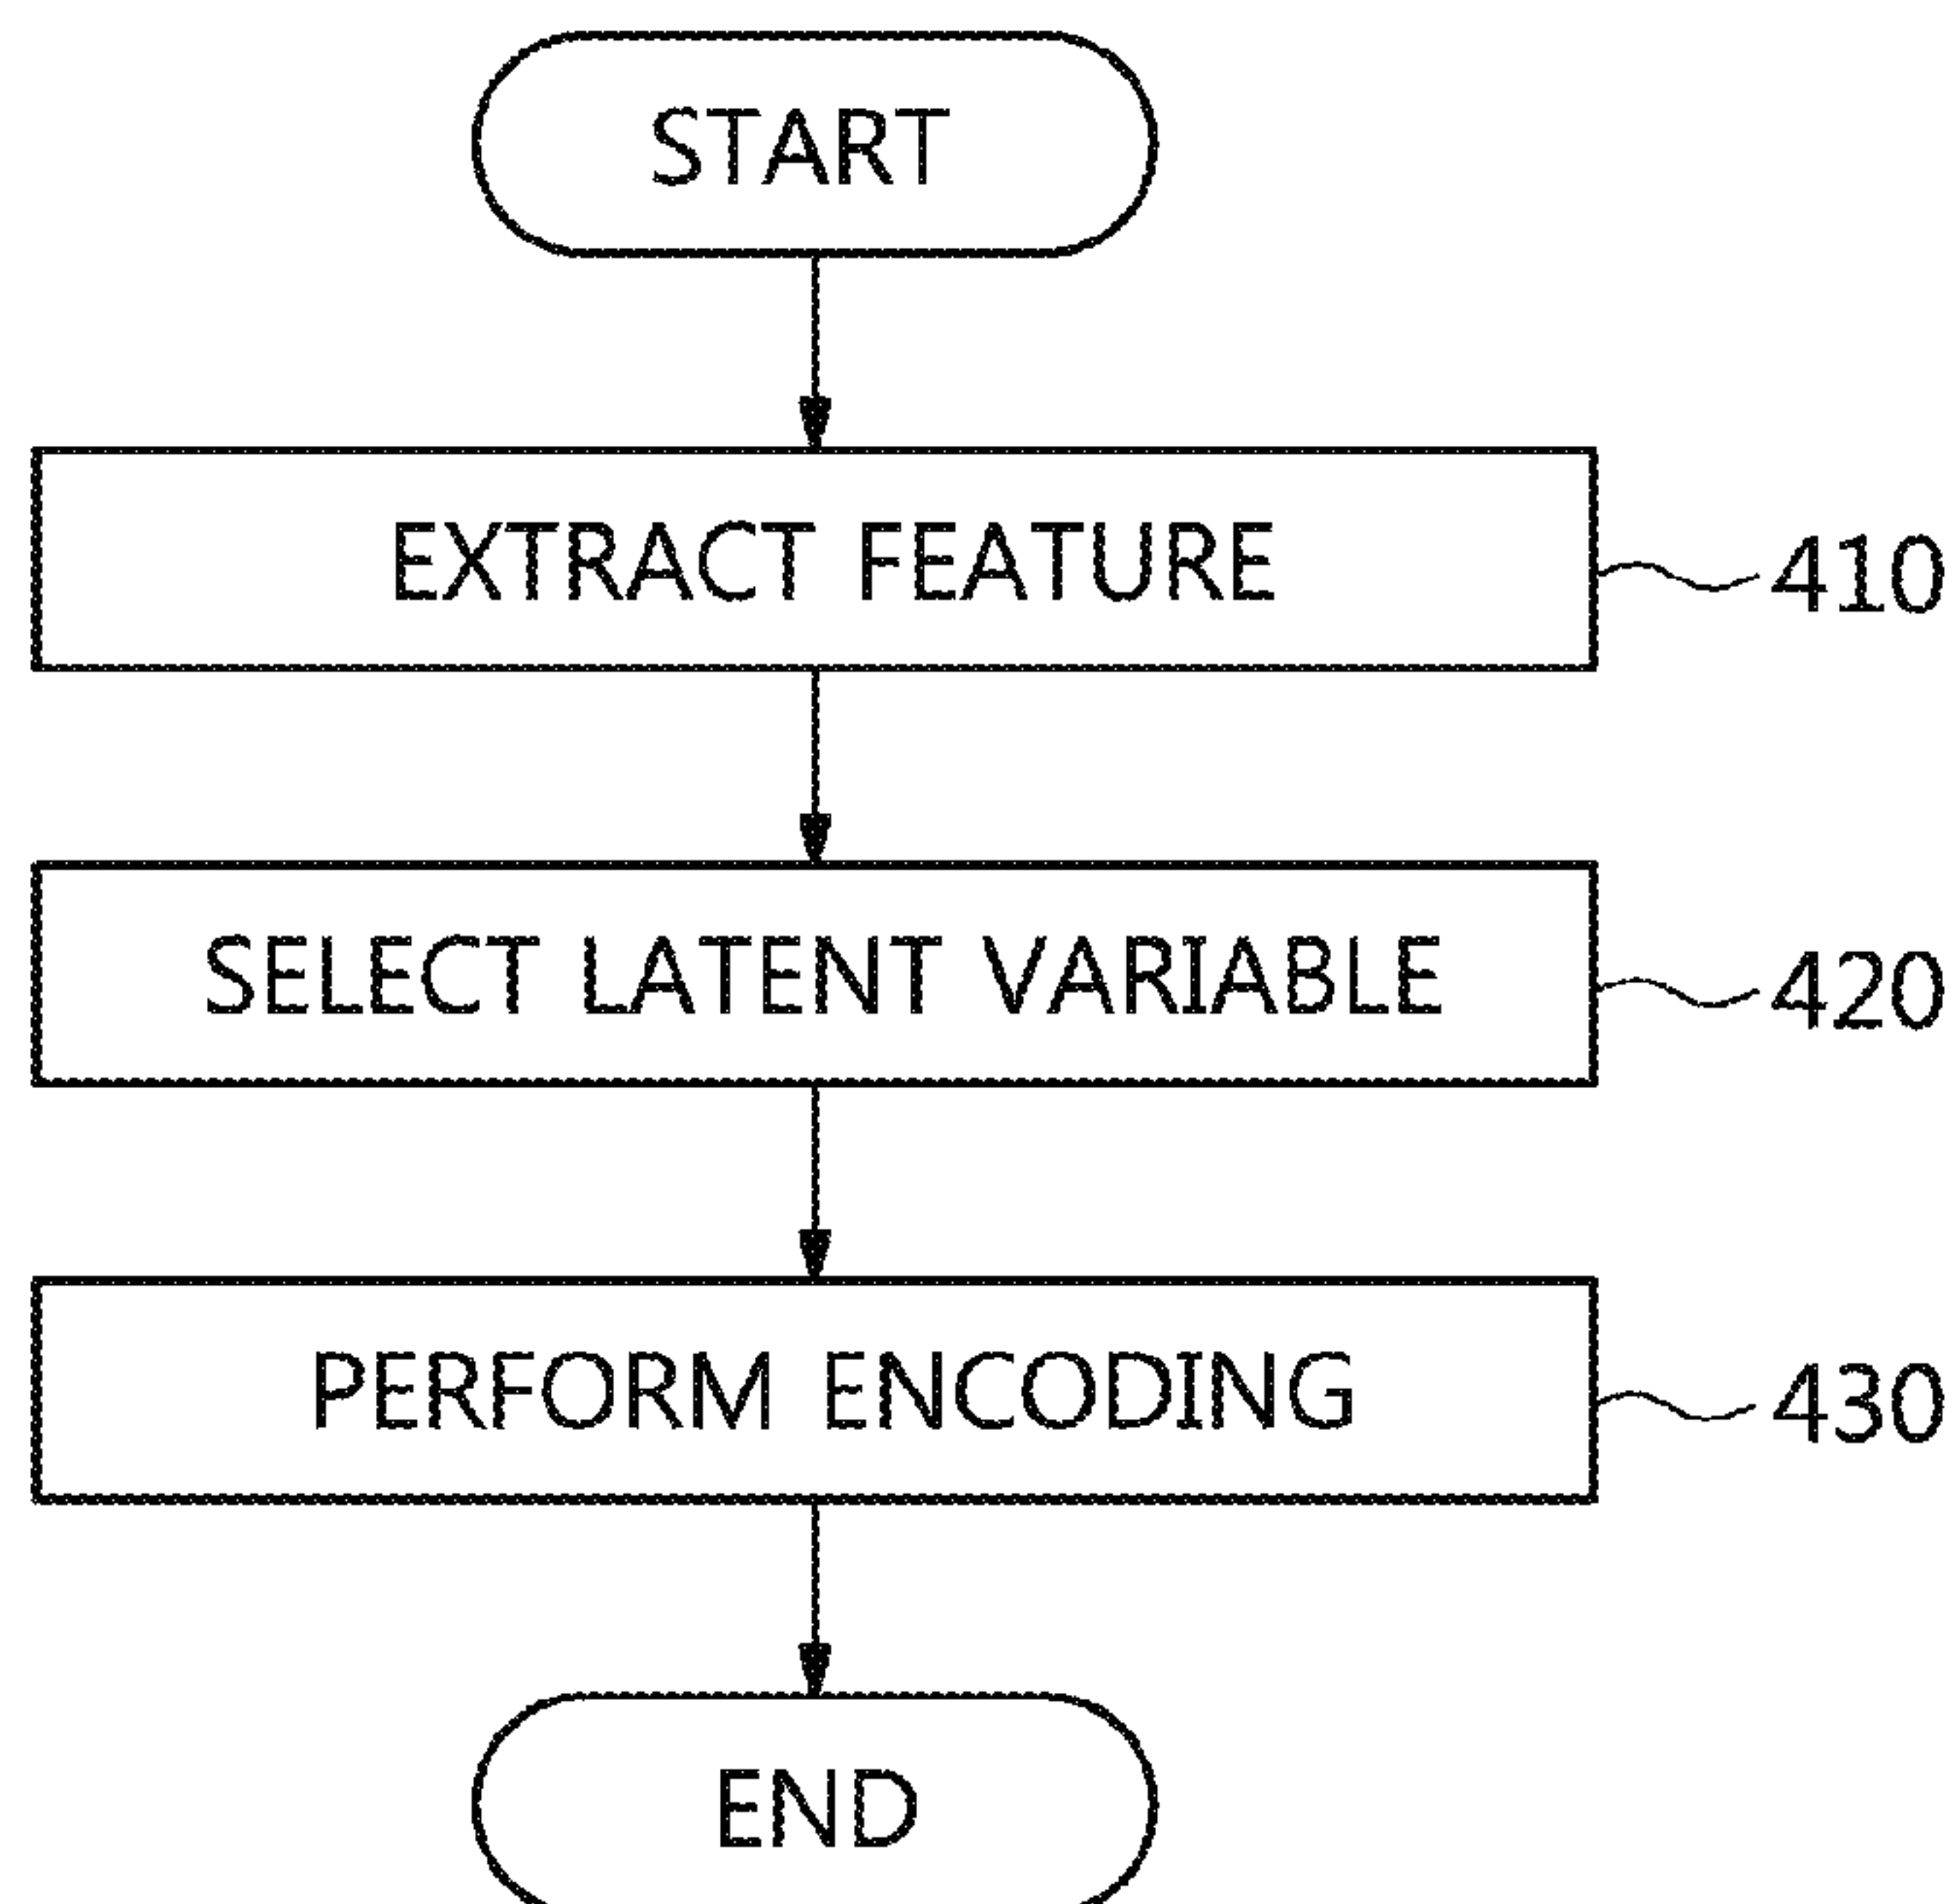 START
EXTRACT FEATURE
410
SELECT LATENT VARIABLE
420
PERFORM ENCODING
430
END